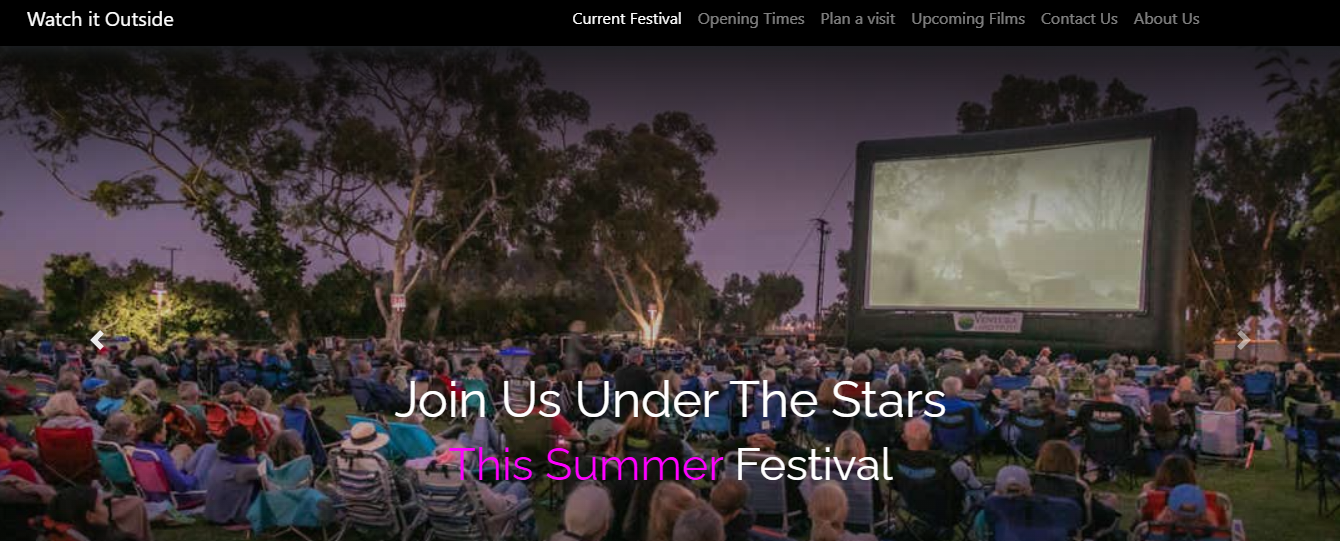 Watch it Outside
Current Festival Opening Times Plan a visit Upcoming Films Contact Us About Us
VENTURA
Join Us Under The Stars
This Summer Festival